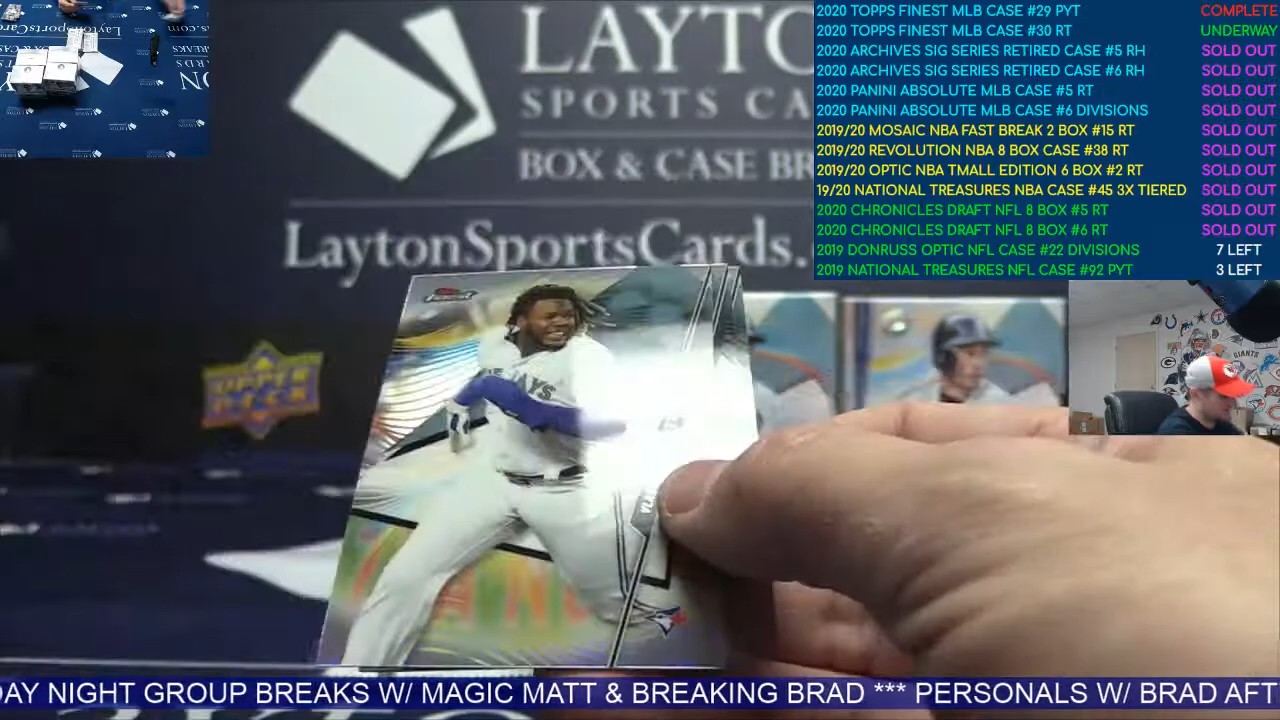 LAYTO
SPORTS CA
BOX & CASE BR
LaytonSportsCards.
UPPER
DECK
2020 TOPPS FINEST MLB CASE #29 PYT COMPLETE
2020 TOPPS FINEST MLB CASE #30 RT UNDERWAY
2020 ARCHIVES SIG SERIES RETIRED CASE #5 RH SOLD OUT
2020 ARCHIVES SIG SERIES RETIRED CASE #6 RH SOLD OUT
2020 PANINI ABSOLUTE MLB CASE #5 RT SOLD OUT
2020 PANINI ABSOLUTE MLB CASE #6 DIVISIONS SOLD OUT
2019/20 MOSAIC NBA FAST BREAK 2 BOX #15 RT SOLD OUT
2019/20 REVOLUTION NBA 8 BOX CASE #38 RT SOLD OUT
2019/20 OPTIC NBA TMALL EDITION 6 BOX #2 RT SOLD OUT
19/20 NATIONAL TREASURES NBA CASE #45 3X TIERED SOLD OUT
2020 CHRONICLES DRAFT NFL 8 BOX #5 RT SOLD OUT
2020 CHRONICLES DRAFT NFL 8 BOX #6 RT SOLD OUT
2019 DONRUSS OPTIC NFL CASE #22 DIVISIONS 7 LEFT
2019 NATIONAL TREASURES NFL CASE #92 PYT 3 LEFT
GIANTS
JAYS
VLA
DAY NIGHT GROUP BREAKS W/ MAGIC MATT & BREAKING BRAD *** PERSONALS W/ BRAD AFT